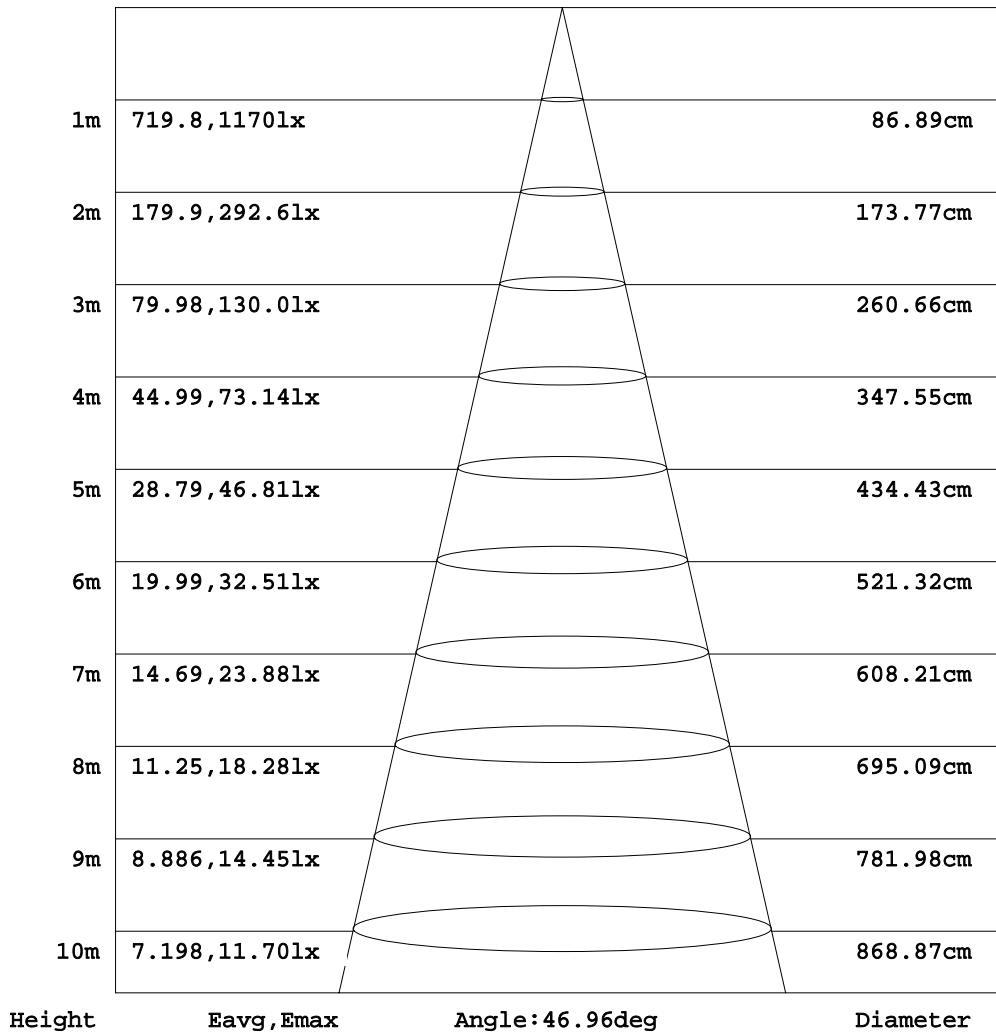 1m 719.8,1170lx 86.89cm
2m 179.9,292.6lx 173.77cm
3m 79.98,130.0lx 260.66cm
4m 44.99,73.14lx 347.55cm
5m 28.79,46.81lx 434.43cm
6m 19.99,32.51lx 521.32cm
7m 14.69,23.88lx 608.21cm
8m 11.25,18.28lx 695.09cm
9m 8.886,14.45lx 781.98cm
10m 7.198,11.70lx 868.87cm
Height Eavg,Emax Angle:46.96deg Diameter